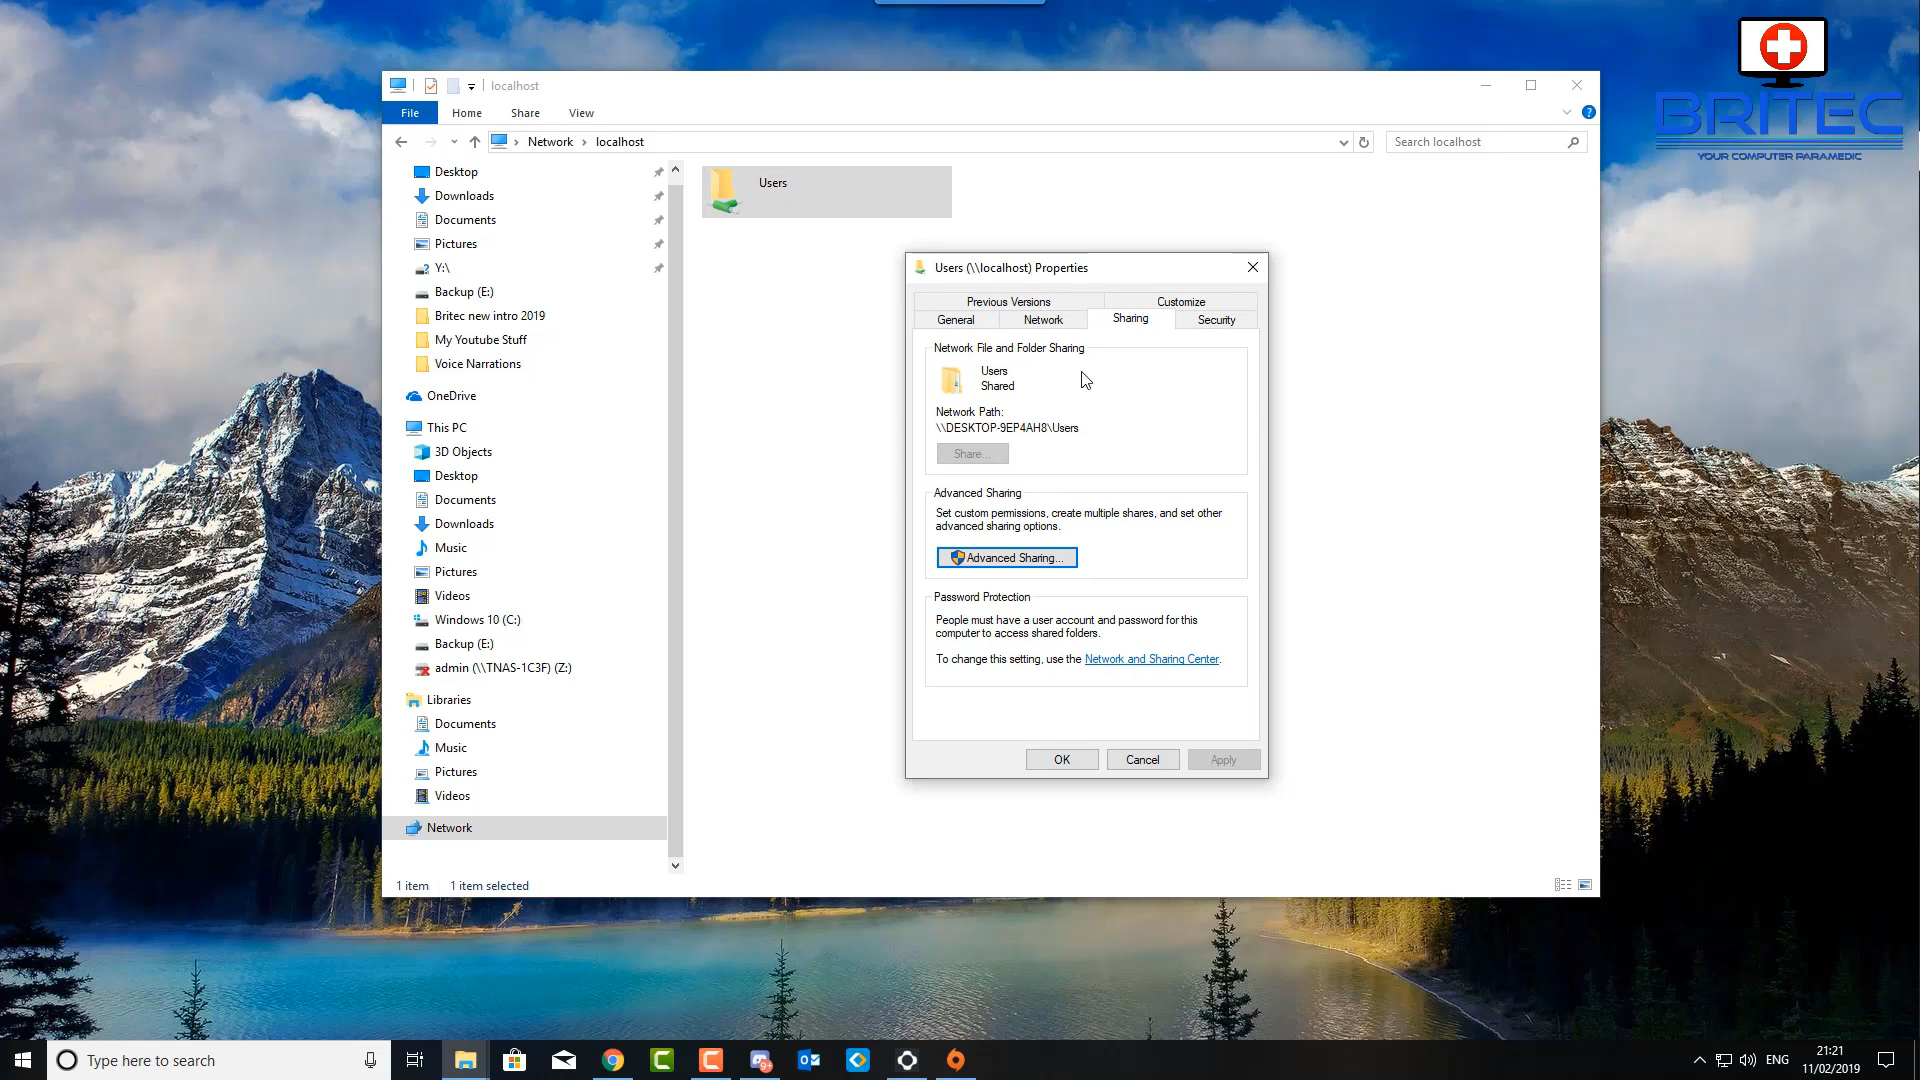 BRITEC
YOUR COMPUTER PARAMEDIC
localhost
File
Home
Share
View
Network
localhost
Search localhost
Desktop
Downloads
Documents
Pictures
Y:\
Backup (E:)
Britec new intro 2019
My Youtube Stuff
Voice Narrations
OneDrive
This PC
3D Objects
Desktop
Documents
Downloads
Music
Pictures
Videos
Windows 10 (C:)
Backup (E:)
admin (\\TNAS-1C3F) (Z:)
Libraries
Documents
Music
Pictures
Videos
Network
1 item
1 item selected
Users
Users (\\localhost) Properties
Previous Versions
Customize
General
Network
Sharing
Security
Network File and Folder Sharing
Users
Shared
Network Path:
\\DESKTOP-9EP4AH8\Users
Share...
Advanced Sharing
Set custom permissions, create multiple shares, and set other
advanced sharing options.
Advanced Sharing...
Password Protection
People must have a user account and password for this
computer to access shared folders.
To change this setting, use the Network and Sharing Center.
OK
Cancel
Apply
Type here to search
9+
ENG
21:21
11/02/2019